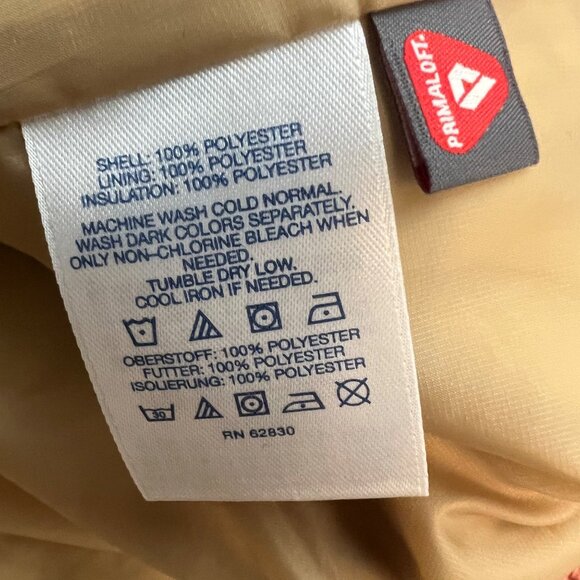 PRIMALOFT
SHELL: 100% POLYESTER
LINING: 100% POLYESTER
INSULATION: 100% POLYESTER
MACHINE WASH COLD NORMAL.
WASH DARK COLORS SEPARATELY.
ONLY NON-CHLORINE BLEACH WHEN
NEEDED.
TUMBLE DRY LOW.
COOL IRON IF NEEDED.
OBERSTOFF: 100% POLYESTER
FUTTER: 100% POLYESTER
ISOLIERUNG: 100% POLYESTER
30
RN 62830